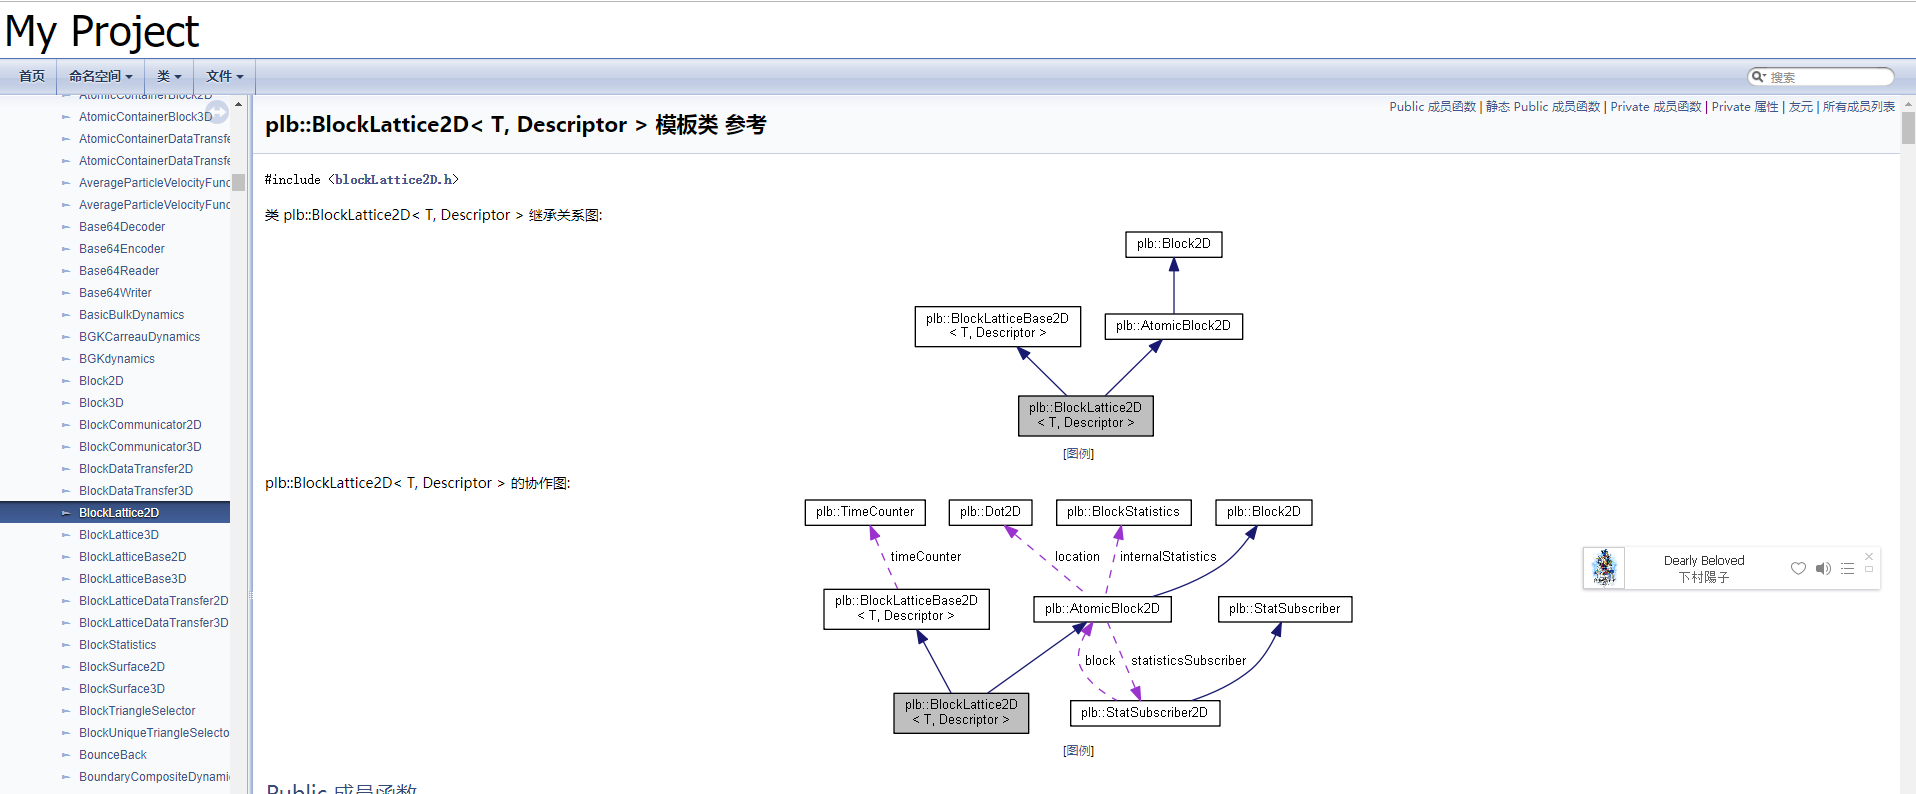 My Project
首页 命名空间 类 文件 搜索
AtomicContainerBlock2D
AtomicContainerBlock3D
AtomicContainerDataTransfe
AtomicContainerDataTransfe
AverageParticleVelocityFunc
AverageParticleVelocityFunc
Base64Decoder
Base64Encoder
Base64Reader
Base64Writer
BasicBulkDynamics
BGKCarreauDynamics
BGKdynamics
Block2D
Block3D
BlockCommunicator2D
BlockCommunicator3D
BlockDataTransfer2D
BlockDataTransfer3D
BlockLattice2D
BlockLattice3D
BlockLatticeBase2D
BlockLatticeBase3D
BlockLatticeDataTransfer2D
BlockLatticeDataTransfer3D
BlockStatistics
BlockSurface2D
BlockSurface3D
BlockTriangleSelector
BlockUniqueTriangleSelecto
BounceBack
BoundaryCompositeDynami
Public 成员函数 | 静态 Public 成员函数 | Private 成员函数 | Private 属性 | 友元 | 所有成员列表
plb::BlockLattice2D< T, Descriptor > 模板类 参考
#include <blockLattice2D.h>
类 plb::BlockLattice2D< T, Descriptor > 继承关系图:
plb::Block2D
plb::BlockLatticeBase2D
< T, Descriptor >
plb::AtomicBlock2D
plb::BlockLattice2D
< T, Descriptor >
[图例]
plb::BlockLattice2D< T, Descriptor > 的协作图:
plb::TimeCounter
plb::Dot2D
plb::BlockStatistics
plb::Block2D
timeCounter
location
internalStatistics
plb::BlockLatticeBase2D
< T, Descriptor >
plb::AtomicBlock2D
plb::StatSubscriber
block
statisticsSubscriber
plb::BlockLattice2D
< T, Descriptor >
plb::StatSubscriber2D
[图例]
Public 成员函数
Dearly Beloved
下村陽子